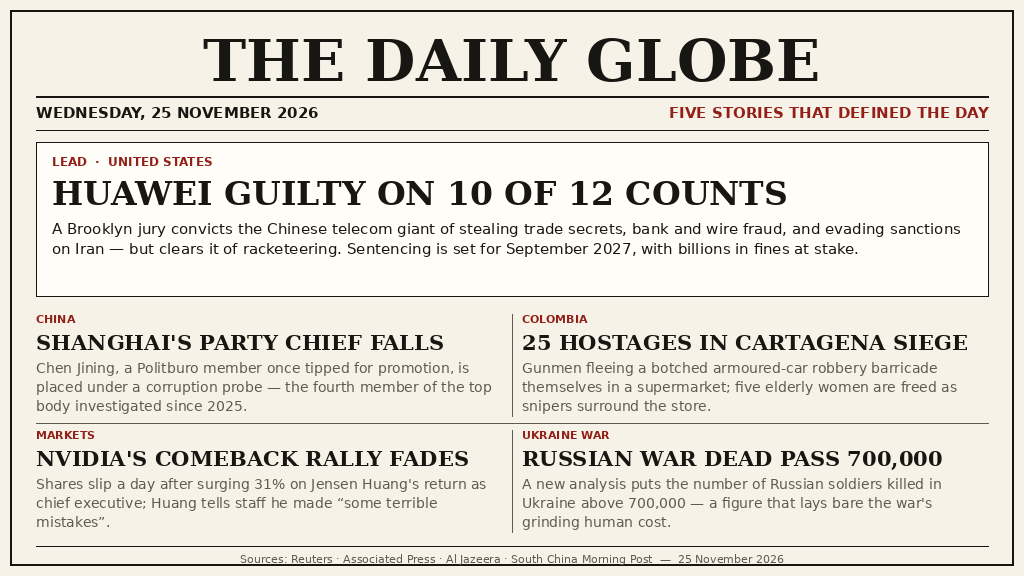 THE DAILY GLOBE
WEDNESDAY, 25 NOVEMBER 2026
FIVE STORIES THAT DEFINED THE DAY
LEAD · UNITED STATES
HUAWEI GUILTY ON 10 OF 12 COUNTS
A Brooklyn jury convicts the Chinese telecom giant of stealing trade secrets, bank and wire fraud, and evading sanctions
on Iran — but clears it of racketeering. Sentencing is set for September 2027, with billions in fines at stake.
CHINA
SHANGHAI'S PARTY CHIEF FALLS
Chen Jining, a Politburo member once tipped for promotion, is
placed under a corruption probe — the fourth member of the top
body investigated since 2025.
COLOMBIA
25 HOSTAGES IN CARTAGENA SIEGE
Gunmen fleeing a botched armoured-car robbery barricade
themselves in a supermarket; five elderly women are freed as
snipers surround the store.
MARKETS
NVIDIA'S COMEBACK RALLY FADES
Shares slip a day after surging 31% on Jensen Huang's return as
chief executive; Huang tells staff he made “some terrible
mistakes”.
UKRAINE WAR
RUSSIAN WAR DEAD PASS 700,000
A new analysis puts the number of Russian soldiers killed in
Ukraine above 700,000 — a figure that lays bare the war's
grinding human cost.
Sources: Reuters · Associated Press · Al Jazeera · South China Morning Post — 25 November 2026